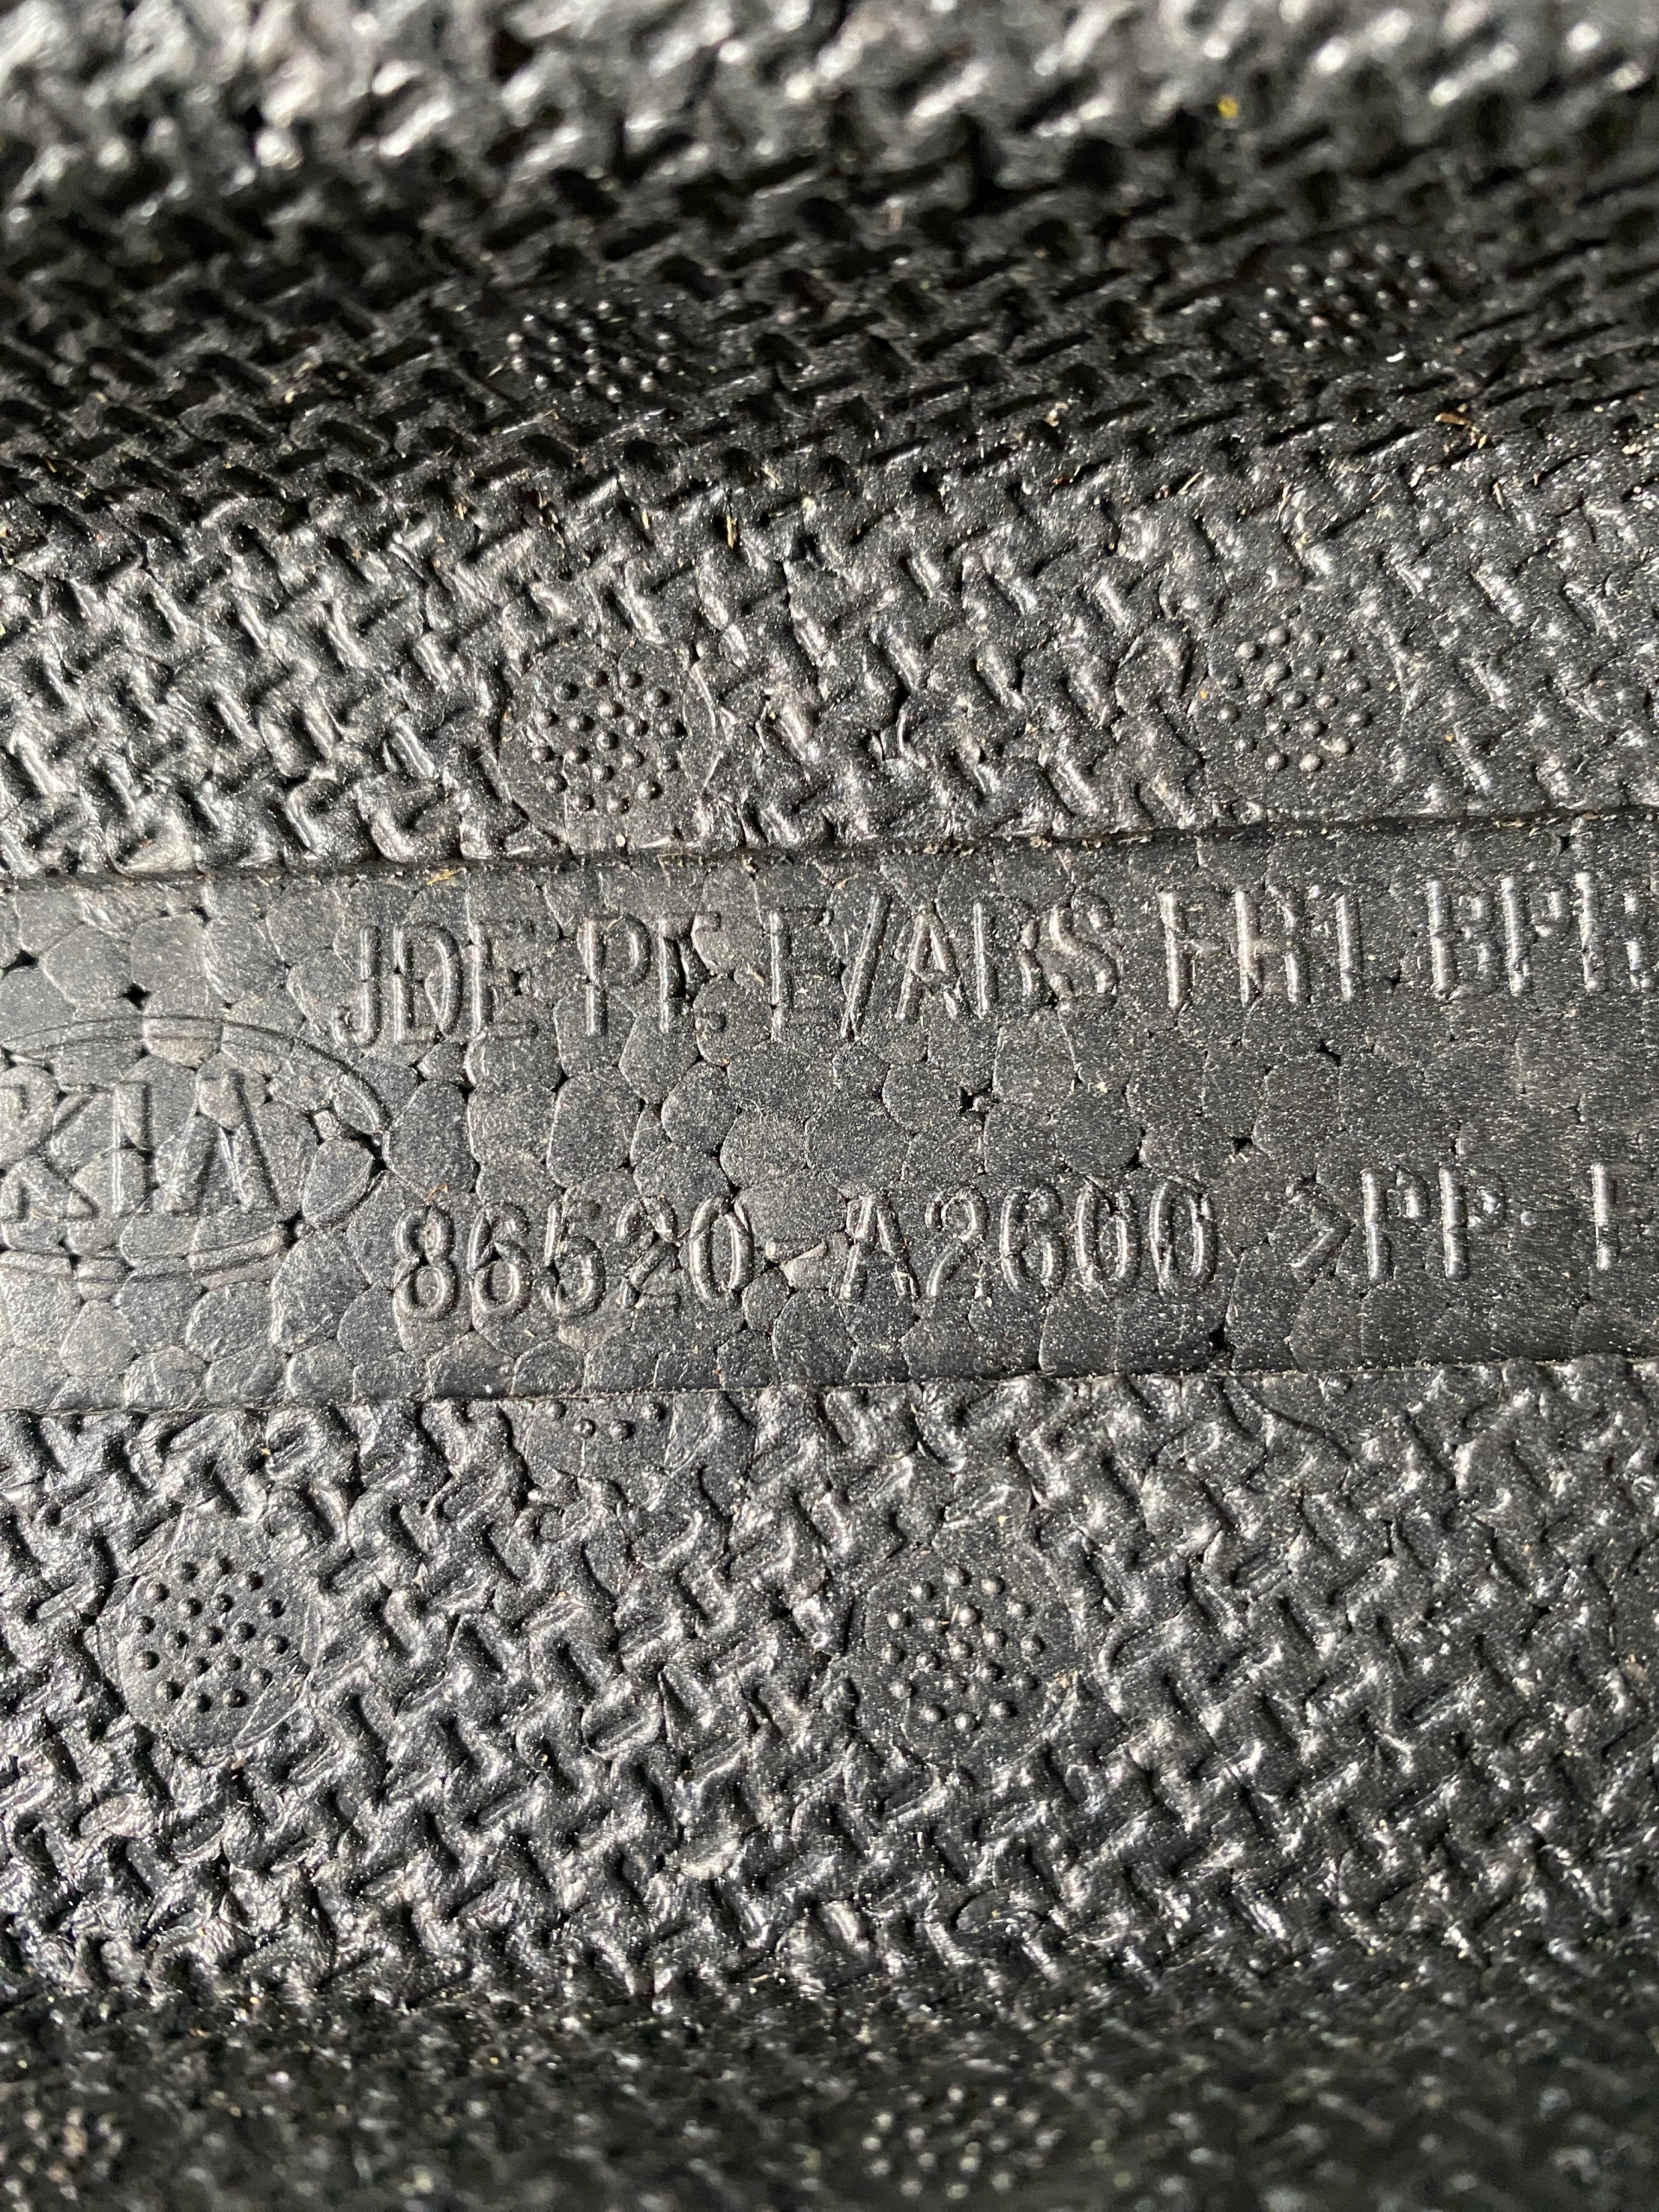 JDE PE E/ABS FRT BPR
KIA
86520 A2600 >PP-E